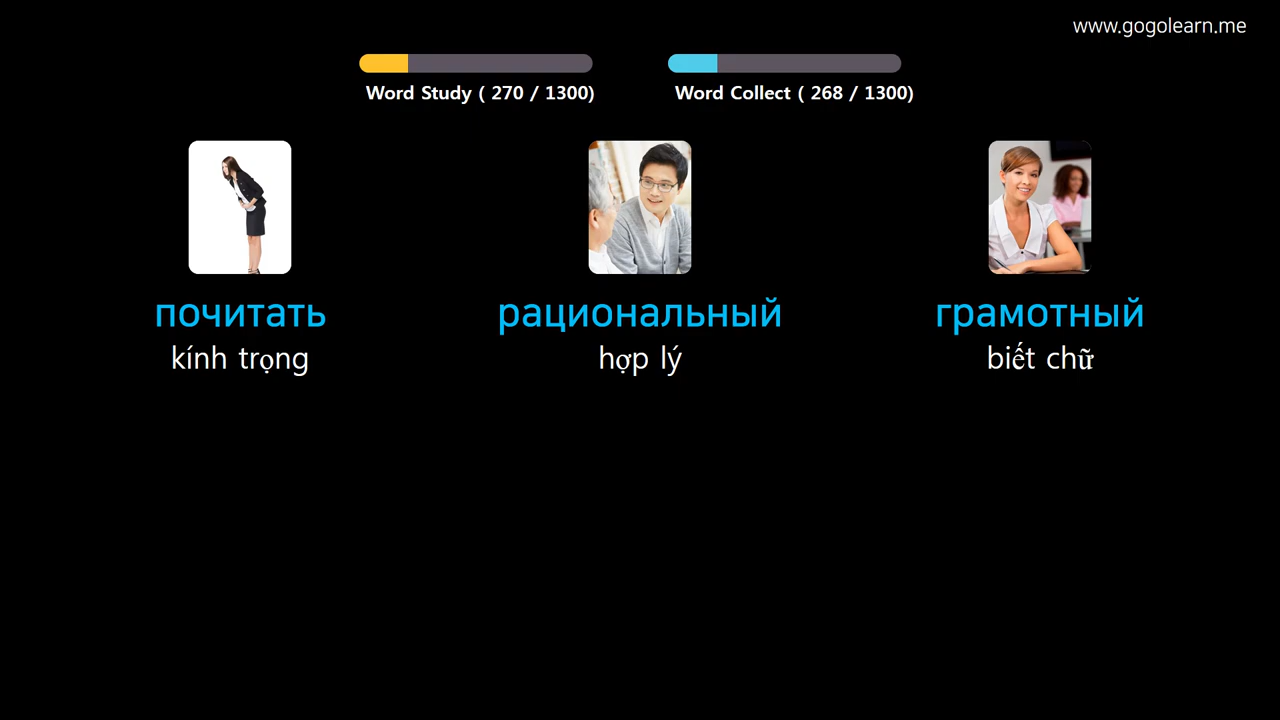 www.gogolearn.me
Word Study ( 270 / 1300)
Word Collect ( 268 / 1300)
почитать
рациональный
грамотный
kính trọng
hợp lý
biết chữ